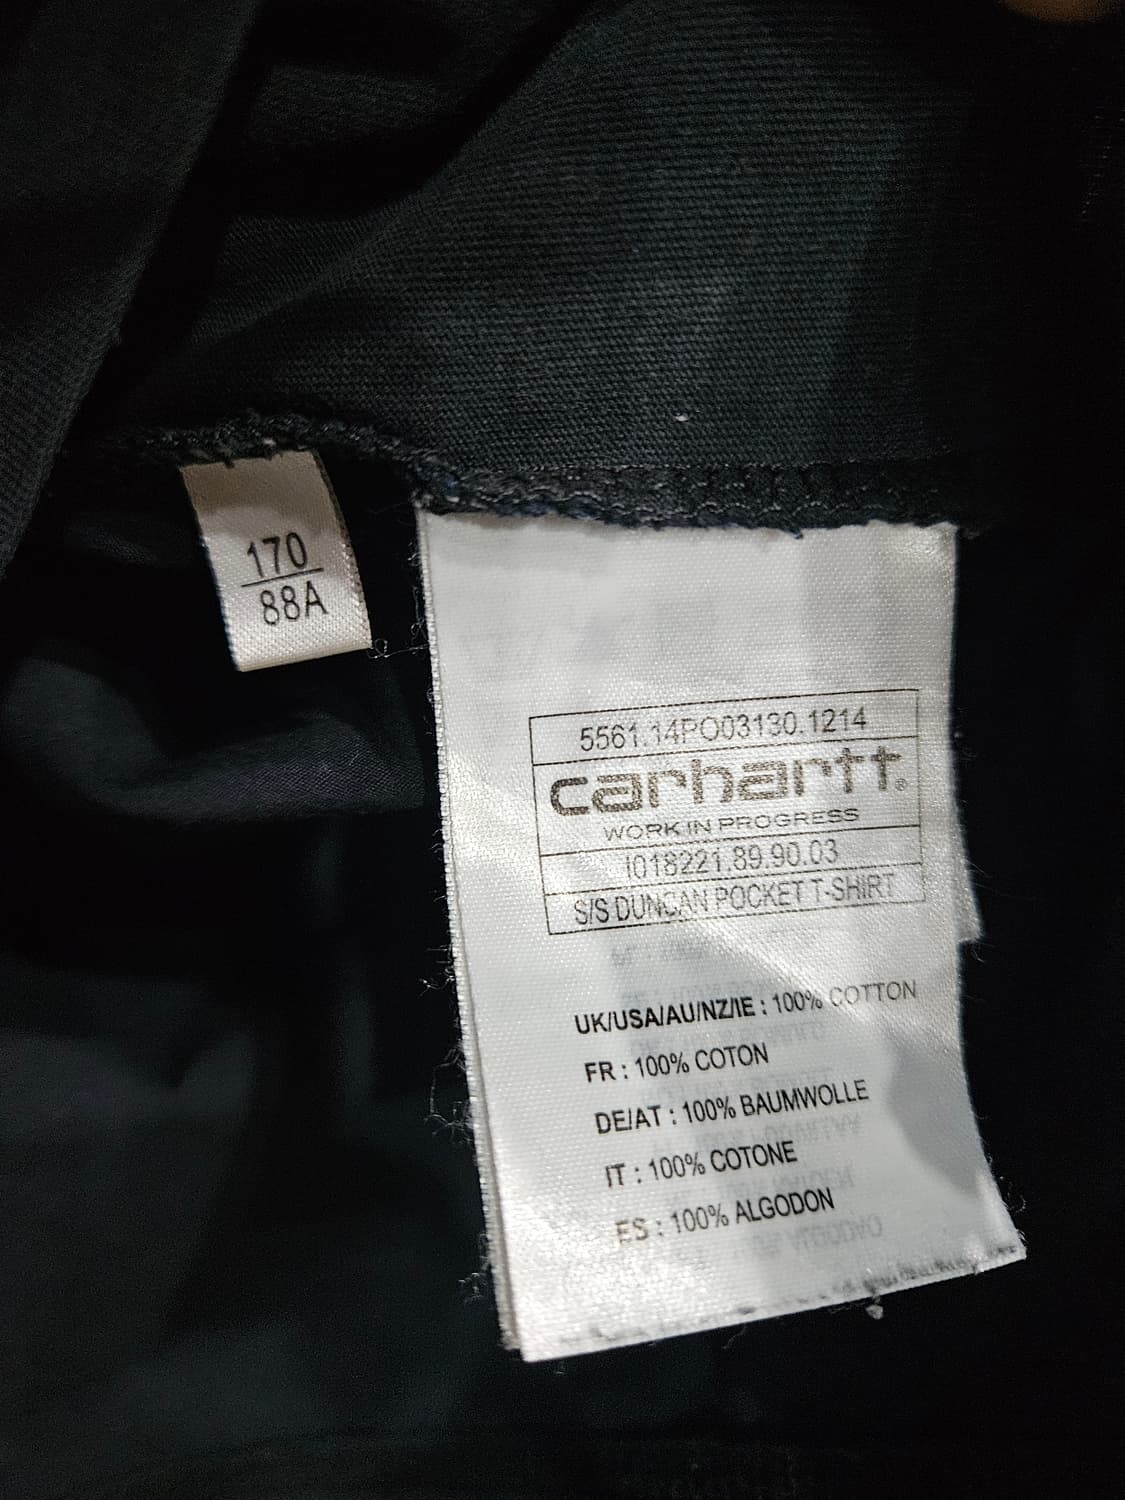 170
88A
5561.14PO03130.1214
carhartt®
WORK IN PROGRESS
I018221.89.90.03
S/S DUNCAN POCKET T-SHIRT
UK/USA/AU/NZ/IE : 100% COTTON
FR : 100% COTON
DE/AT : 100% BAUMWOLLE
IT : 100% COTONE
ES : 100% ALGODON